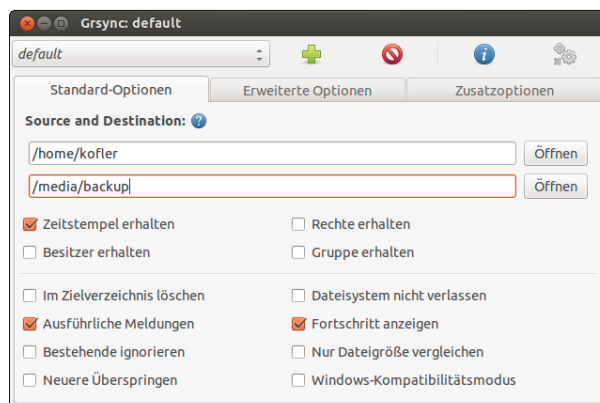 Grsync: default
default
Standard-Optionen Erweiterte Optionen Zusatzoptionen
Source and Destination:
/home/kofler Öffnen
/media/backup Öffnen
Zeitstempel erhalten Rechte erhalten
Besitzer erhalten Gruppe erhalten
Im Zielverzeichnis löschen Dateisystem nicht verlassen
Ausführliche Meldungen Fortschritt anzeigen
Bestehende ignorieren Nur Dateigröße vergleichen
Neuere Überspringen Windows-Kompatibilitätsmodus